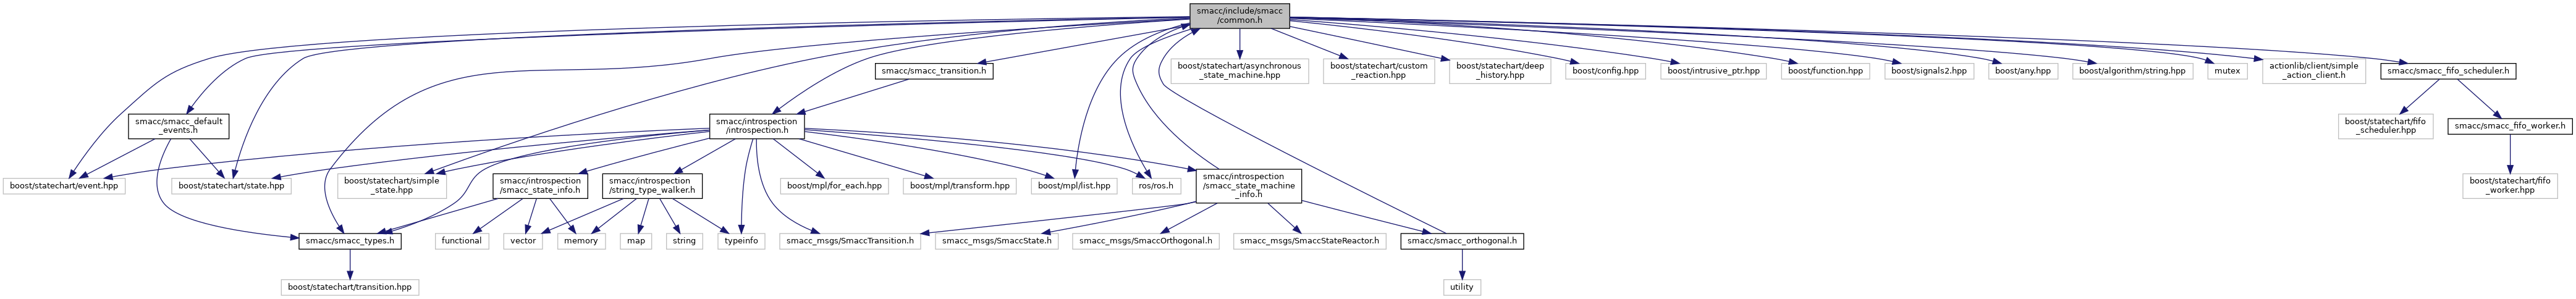 smacc/include/smacc
/common.h
smacc/smacc_transition.h
boost/statechart/asynchronous
_state_machine.hpp
boost/statechart/custom
_reaction.hpp
boost/statechart/deep
_history.hpp
boost/config.hpp
boost/intrusive_ptr.hpp
boost/function.hpp
boost/signals2.hpp
boost/any.hpp
boost/algorithm/string.hpp
mutex
actionlib/client/simple
_action_client.h
smacc/smacc_fifo_scheduler.h
smacc/smacc_default
_events.h
smacc/introspection
/introspection.h
boost/statechart/fifo
_scheduler.hpp
smacc/smacc_fifo_worker.h
boost/statechart/event.hpp
boost/statechart/state.hpp
boost/statechart/simple
_state.hpp
smacc/introspection
/smacc_state_info.h
smacc/introspection
/string_type_walker.h
boost/mpl/for_each.hpp
boost/mpl/transform.hpp
boost/mpl/list.hpp
ros/ros.h
smacc/introspection
/smacc_state_machine
_info.h
boost/statechart/fifo
_worker.hpp
smacc/smacc_types.h
functional
vector
memory
map
string
typeinfo
smacc_msgs/SmaccTransition.h
smacc_msgs/SmaccState.h
smacc_msgs/SmaccOrthogonal.h
smacc_msgs/SmaccStateReactor.h
smacc/smacc_orthogonal.h
boost/statechart/transition.hpp
utility